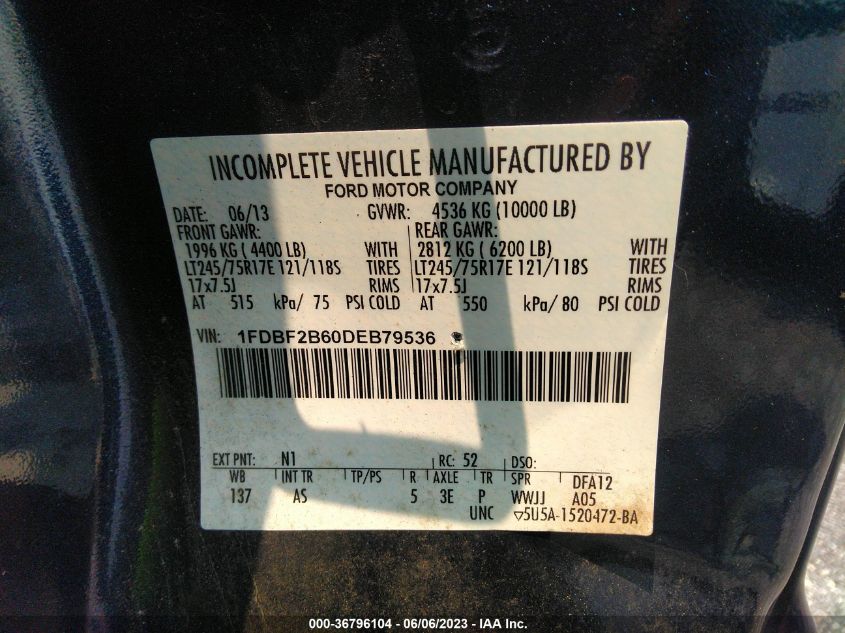 INCOMPLETE VEHICLE MANUFACTURED BY
FORD MOTOR COMPANY
DATE: 06/13 GVWR: 4536 KG (10000 LB)
FRONT GAWR: REAR GAWR:
1996 KG ( 4400 LB) WITH 2812 KG ( 6200 LB) WITH
LT245/75R17E 121/118S TIRES LT245/75R17E 121/118S TIRES
17x7.5J RIMS 17x7.5J RIMS
AT 515 kPa/ 75 PSI COLD AT 550 kPa/ 80 PSI COLD
VIN: 1FDBF2B60DEB79536
EXT PNT: N1 RC: 52 DSO:
WB INT TR TP/PS R AXLE TR SPR DFA12
137 AS 5 3E P WWJJ A05
UNC ▽5U5A-1520472-BA
000-36796104 - 06/06/2023 - IAA Inc.